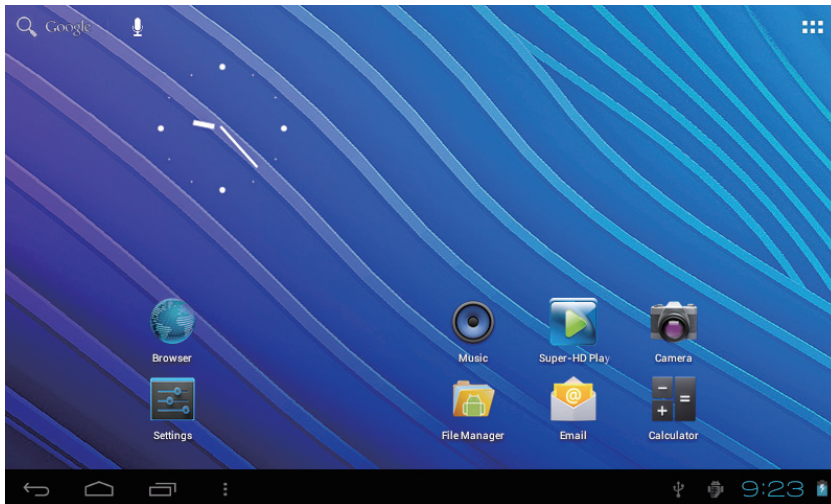 Google
Browser
Music
Super-HD Play
Camera
Settings
File Manager
Email
Calculator
9:23